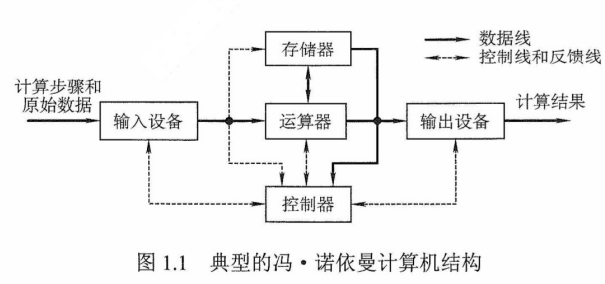 存储器
数据线
控制线和反馈线
计算步骤和
原始数据
输入设备
运算器
输出设备
计算结果
控制器
图 1.1 典型的冯·诺依曼计算机结构